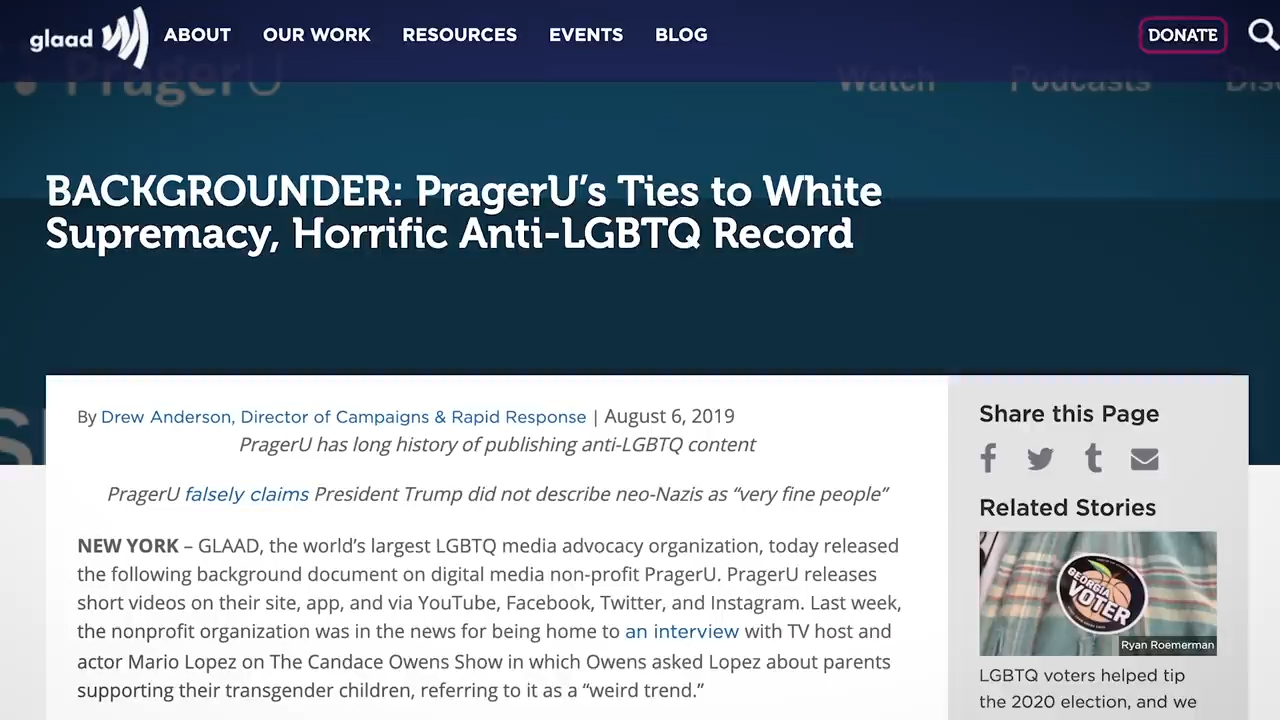 glaad
ABOUT OUR WORK RESOURCES EVENTS BLOG DONATE
PragerU Watch Podcasts
BACKGROUNDER: PragerU’s Ties to White
Supremacy, Horrific Anti-LGBTQ Record
By Drew Anderson, Director of Campaigns & Rapid Response | August 6, 2019
PragerU has long history of publishing anti-LGBTQ content
PragerU falsely claims President Trump did not describe neo-Nazis as “very fine people”
NEW YORK – GLAAD, the world’s largest LGBTQ media advocacy organization, today released
the following background document on digital media non-profit PragerU. PragerU releases
short videos on their site, app, and via YouTube, Facebook, Twitter, and Instagram. Last week,
the nonprofit organization was in the news for being home to an interview with TV host and
actor Mario Lopez on The Candace Owens Show in which Owens asked Lopez about parents
supporting their transgender children, referring to it as a “weird trend.”
Share this Page
Related Stories
GEORGIA
VOTER
Ryan Roemerman
LGBTQ voters helped tip
the 2020 election, and we